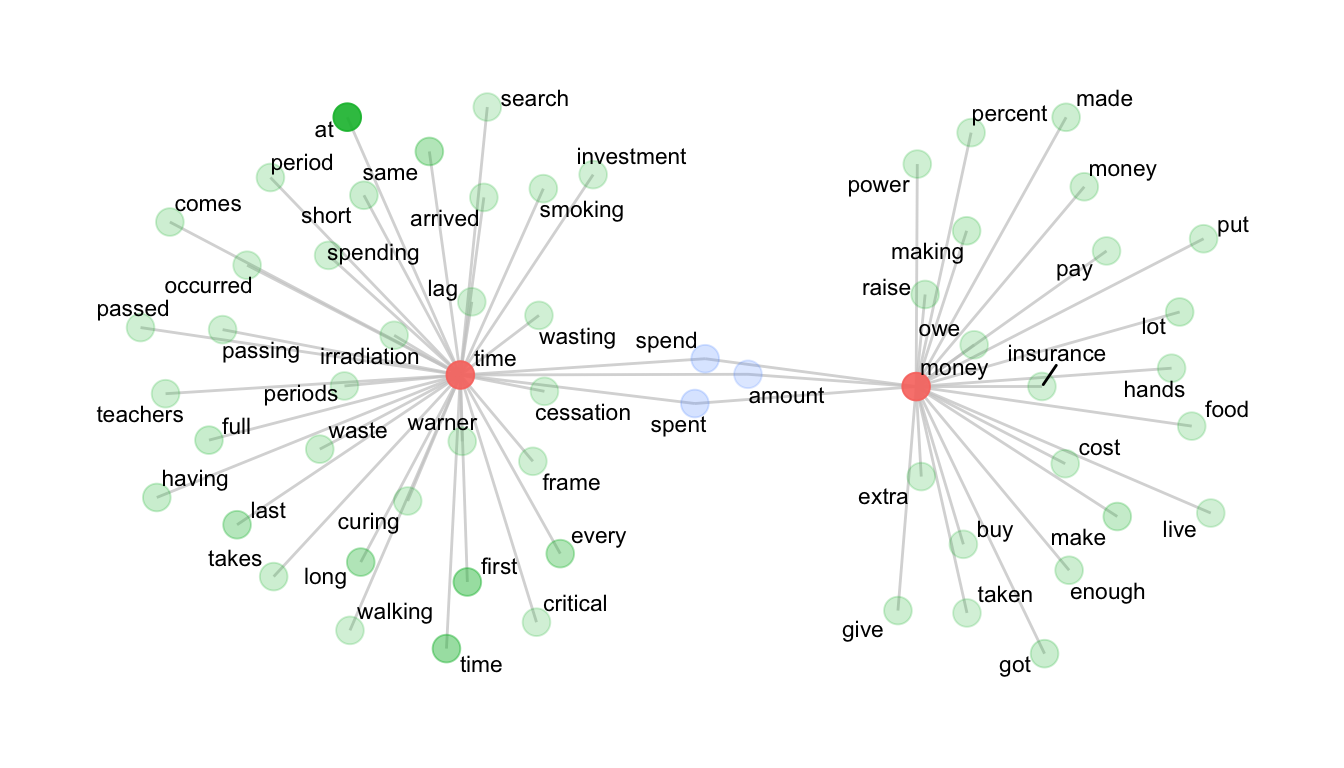 search
made
percent
at
investment
period
same
money
power
comes
short
arrived
smoking
put
making
spending
pay
occurred
lag
raise
passed
owe
lot
wasting
spend
passing
irradiation
time
insurance
money
periods
hands
amount
teachers
cessation
food
full
waste
warner
spent
cost
having
frame
extra
last
curing
buy
make
live
every
takes
long
first
enough
taken
walking
critical
give
time
got